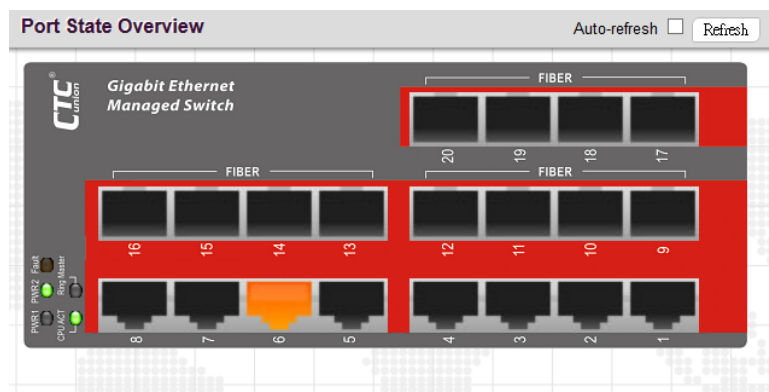 Port State Overview
Auto-refresh Refresh
CTC union ®
Gigabit Ethernet
Managed Switch
FIBER
20 19 18 17
FIBER FIBER
16 15 14 13 12 11 10 9
Fault
PWR2 Ring Master
PWR1 CPU ACT
8 7 6 5 4 3 2 1